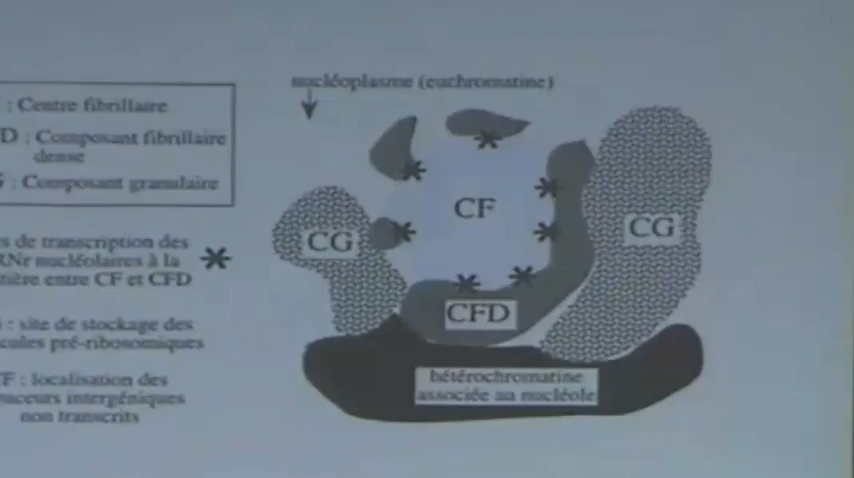 nucléoplasme (euchromatine)
: Centre fibrillaire
D : Composant fibrillaire
dense
: Composant granulaire
de transcription des
RNr nucléolaires à la
entre CF et CFD
: site de stockage des
pré-ribosomiques
F : localisation des
intergéniques
non transcrits
CF
CG
CG
CFD
hétérochromatine
associée au nucléole